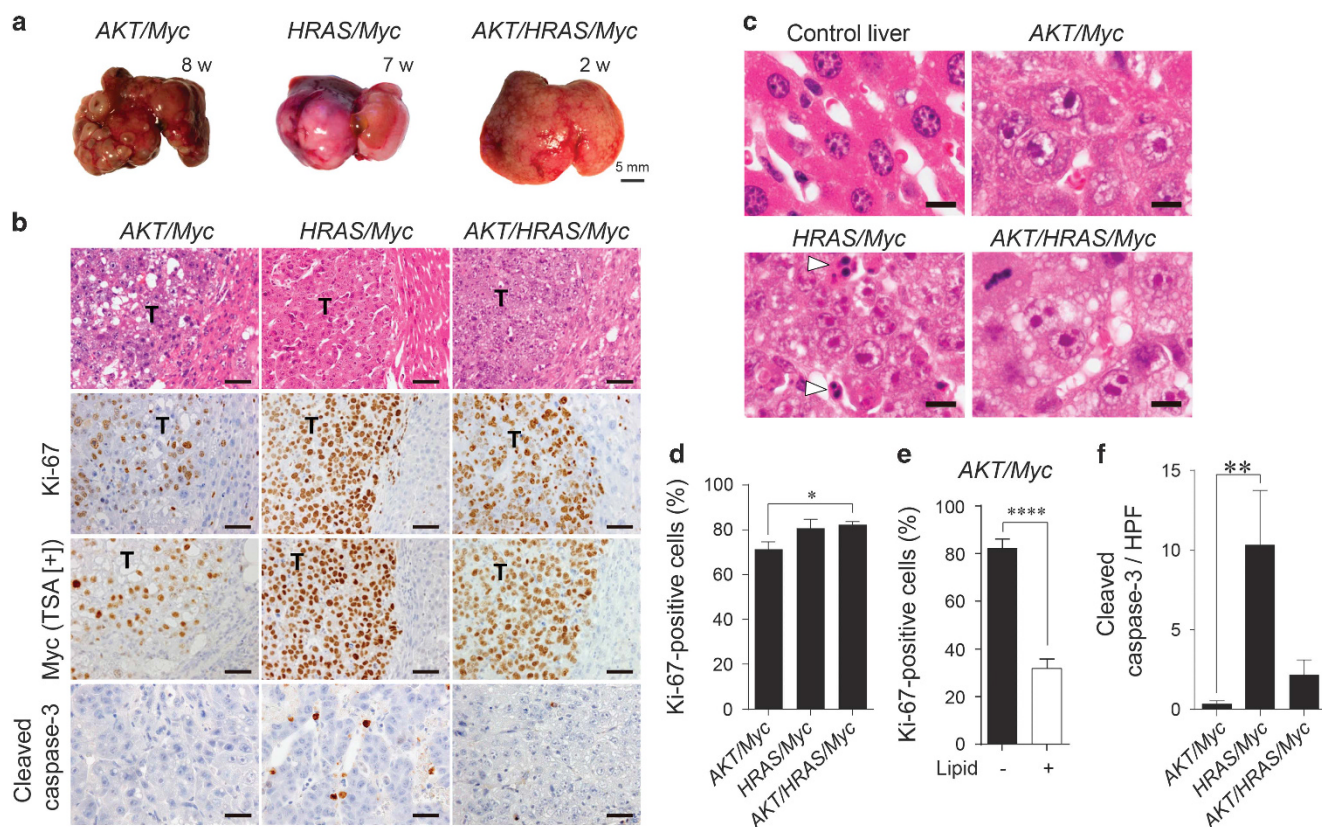 a
AKT/Myc
HRAS/Myc
AKT/HRAS/Myc
8 w
7 w
2 w
5 mm
b
AKT/Myc
HRAS/Myc
AKT/HRAS/Myc
T
T
T
Ki-67
T
T
T
Myc (TSA [+])
T
T
T
Cleaved
caspase-3
c
Control liver
AKT/Myc
HRAS/Myc
AKT/HRAS/Myc
d
Ki-67-positive cells (%)
100
80
60
40
20
0
*
AKT/Myc
HRAS/Myc
AKT/HRAS/Myc
e
AKT/Myc
Ki-67-positive cells (%)
100
80
60
40
20
0
****
Lipid - +
f
Cleaved
caspase-3 / HPF
15
10
5
0
**
AKT/Myc
HRAS/Myc
AKT/HRAS/Myc